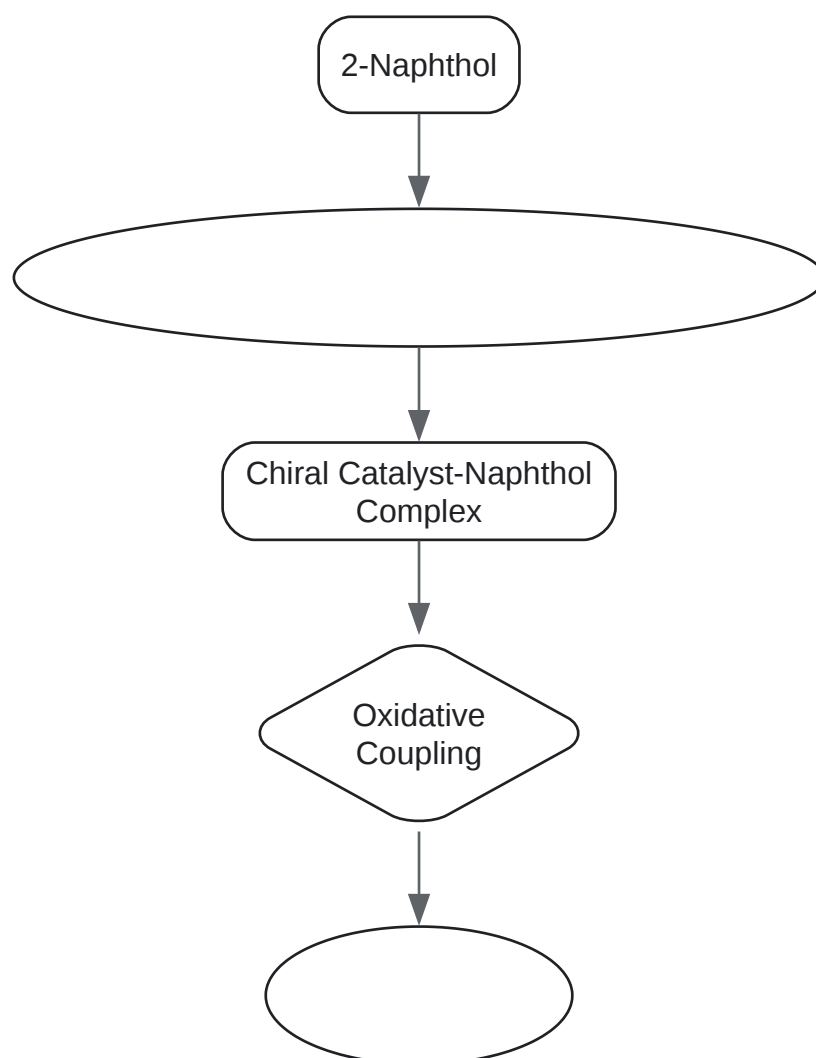 2-Naphthol
Chiral Catalyst-Naphthol
Complex
Oxidative
Coupling